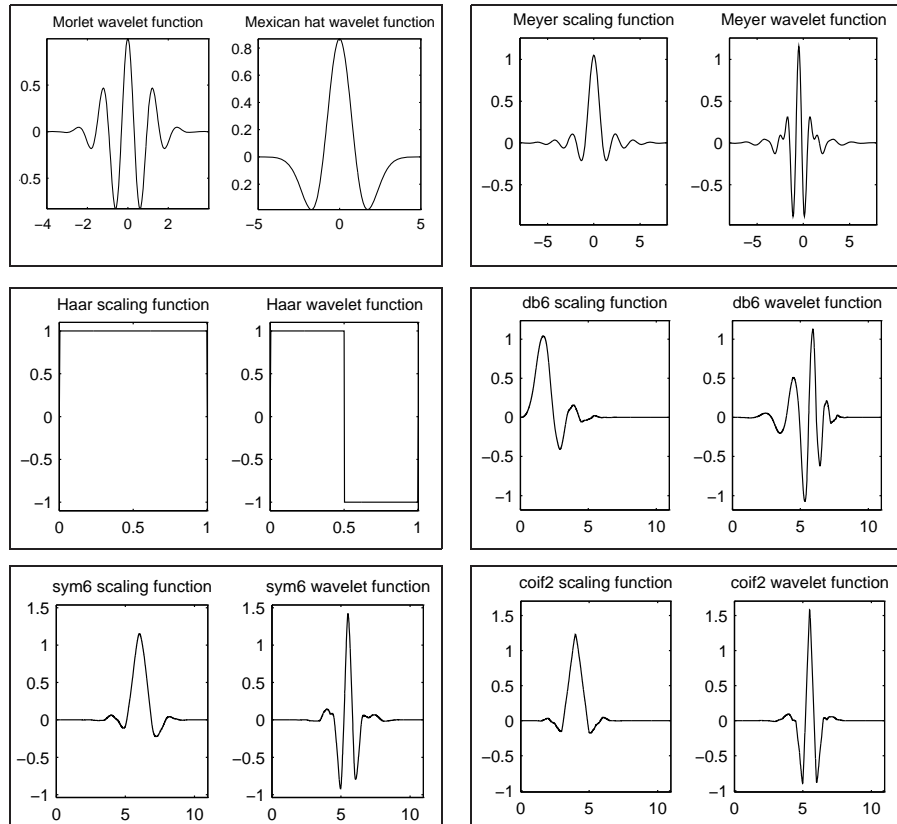 Morlet wavelet function
1
0.5
0
0.5
−4 −2 0 2
Mexican hat wavelet function
0.8
0.6
0.4
0.2
0
0.2
−5 0 5
Meyer scaling function
1
0.5
0
−0.5
−5 0 5
Meyer wavelet function
1
0.5
0
−0.5
−5 0 5
Haar scaling function
1
0.5
0
−0.5
−1
0 0.5 1
Haar wavelet function
1
0.5
0
−0.5
−1
0 0.5 1
db6 scaling function
1
0.5
0
−0.5
−1
0 5 10
db6 wavelet function
1
0.5
0
−0.5
−1
0 5 10
sym6 scaling function
1.5
1
0.5
0
−0.5
−1
0 5 10
sym6 wavelet function
1.5
1
0.5
0
−0.5
−1
0 5 10
coif2 scaling function
1.5
1
0.5
0
−0.5
−1
0 5 10
coif2 wavelet function
1.5
1
0.5
0
−0.5
−1
0 5 10